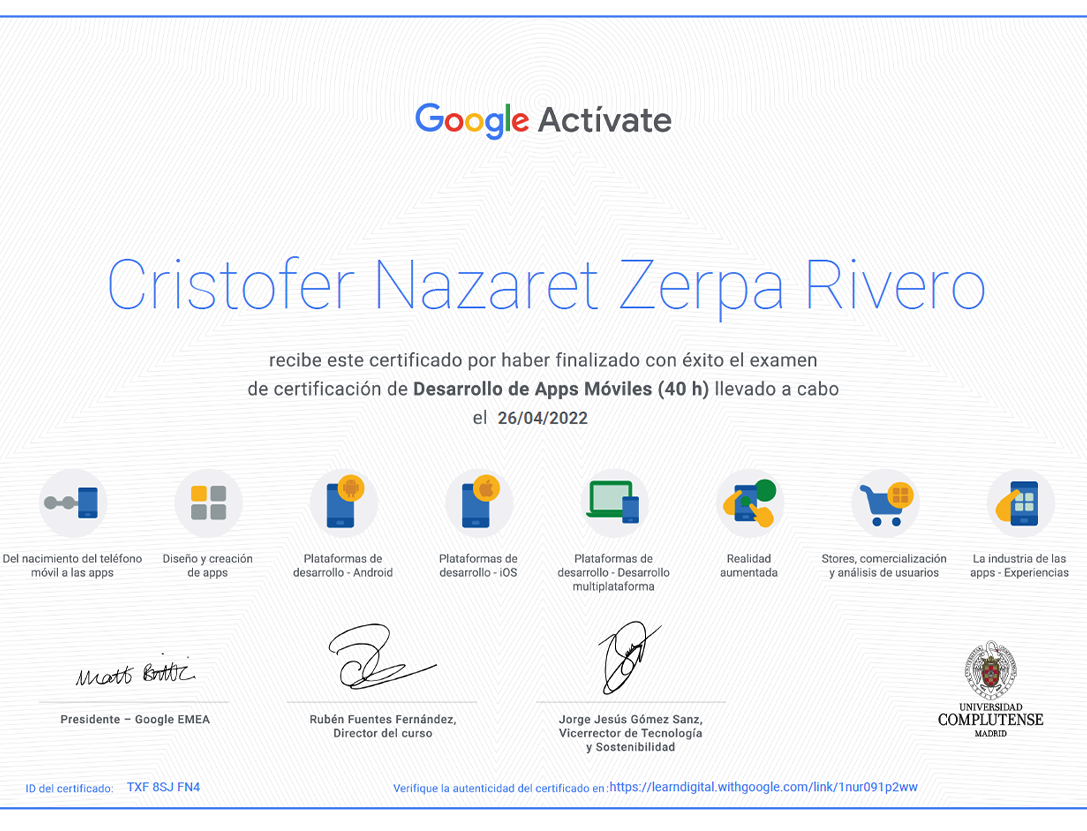 Google Actívate
Cristofer Nazaret Zerpa Rivero
recibe este certificado por haber finalizado con éxito el examen
de certificación de Desarrollo de Apps Móviles (40 h) llevado a cabo
el 26/04/2022
Del nacimiento del teléfono
móvil a las apps
Diseño y creación
de apps
Plataformas de
desarrollo - Android
Plataformas de
desarrollo - iOS
Plataformas de
desarrollo - Desarrollo
multiplataforma
Realidad
aumentada
Stores, comercialización
y análisis de usuarios
La industria de las
apps - Experiencias
Matt Brittin
Presidente – Google EMEA
Rubén Fuentes Fernández,
Director del curso
Jorge Jesús Gómez Sanz,
Vicerrector de Tecnología
y Sostenibilidad
UNIVERSIDAD
COMPLUTENSE
MADRID
ID del certificado: TXF 8SJ FN4
Verifique la autenticidad del certificado en: https://learndigital.withgoogle.com/link/1nur091p2ww